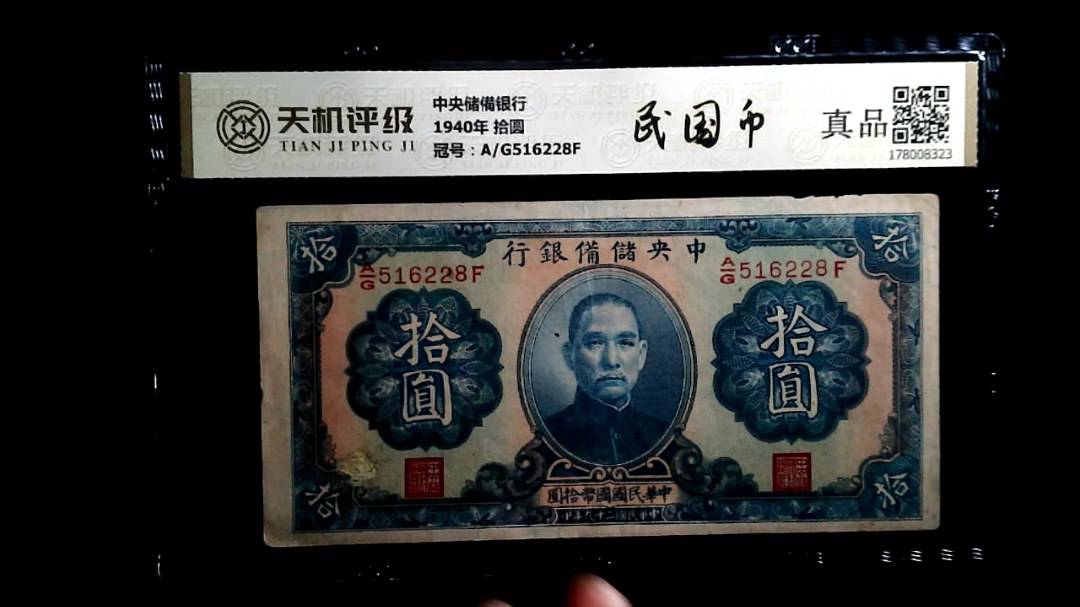 天机评级
TIAN JI PING JI
中央储備银行
1940年 拾圆
冠号：A/G516228F
民国币
真品
178008323
行銀備儲央中
拾
拾
A/G516228F
A/G516228F
拾圓
拾圓
圓拾幣國國民華中
拾
拾